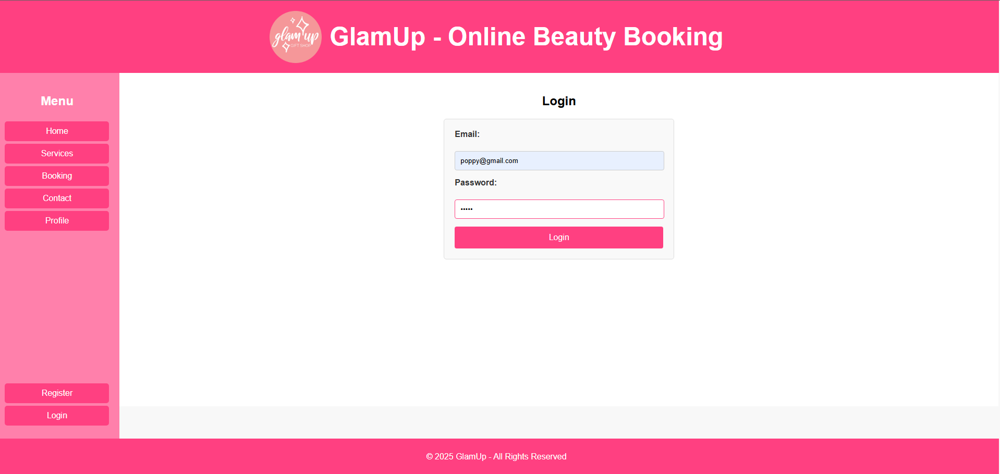 glam up
GIFT SHOP
GlamUp - Online Beauty Booking
Menu
Home
Services
Booking
Contact
Profile
Register
Login
Login
Email:
poppy@gmail.com
Password:
•••••
Login
© 2025 GlamUp - All Rights Reserved